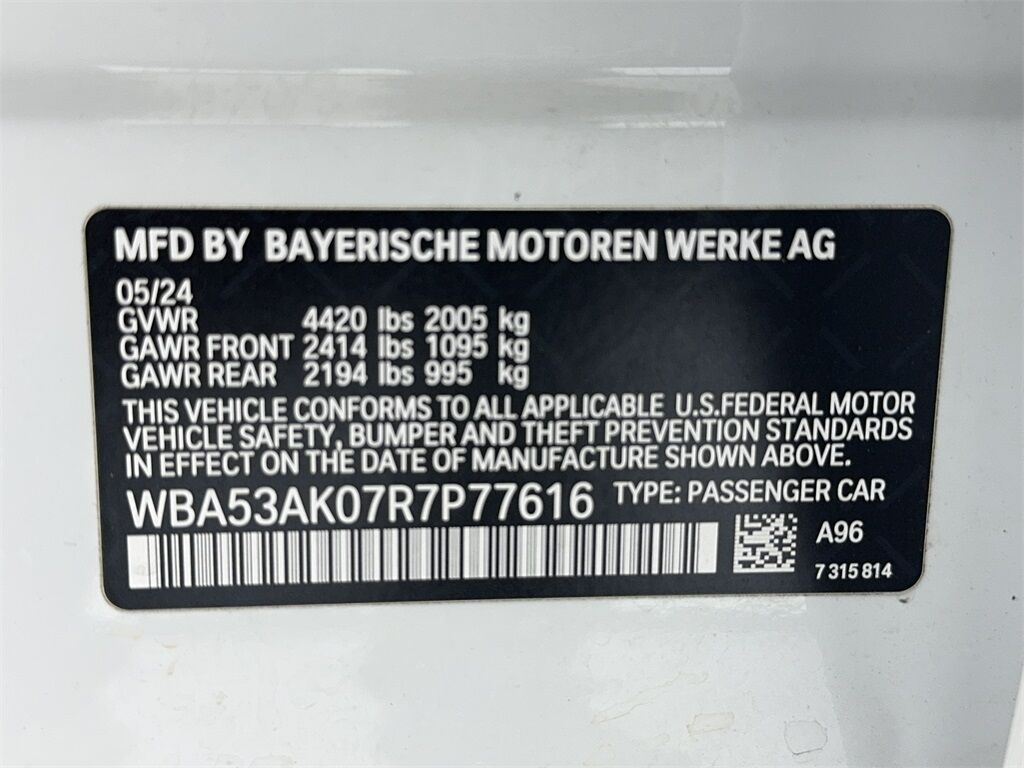 MFD BY BAYERISCHE MOTOREN WERKE AG
05/24
GVWR 4420 lbs 2005 kg
GAWR FRONT 2414 lbs 1095 kg
GAWR REAR 2194 lbs 995 kg
THIS VEHICLE CONFORMS TO ALL APPLICABLE U.S.FEDERAL MOTOR
VEHICLE SAFETY, BUMPER AND THEFT PREVENTION STANDARDS
IN EFFECT ON THE DATE OF MANUFACTURE SHOWN ABOVE.
WBA53AK07R7P77616 TYPE: PASSENGER CAR
A96
7 315 814